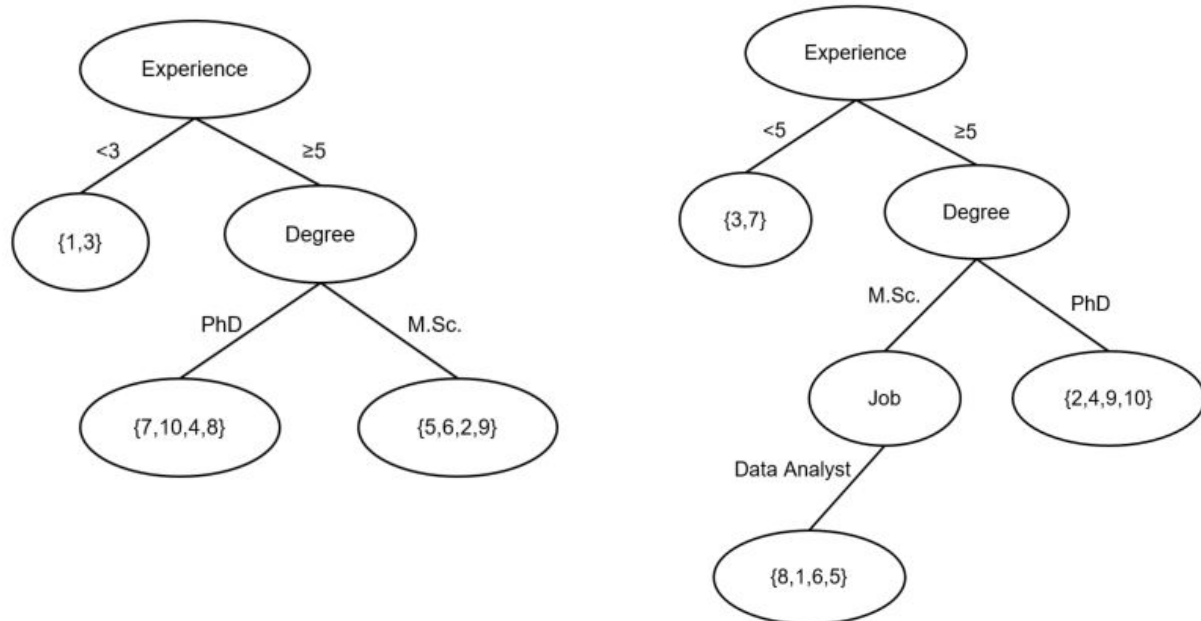 Experience
<3
≥5
{1,3}
Degree
PhD
M.Sc.
{7,10,4,8}
{5,6,2,9}
Experience
<5
≥5
{3,7}
Degree
M.Sc.
PhD
Job
{2,4,9,10}
Data Analyst
{8,1,6,5}